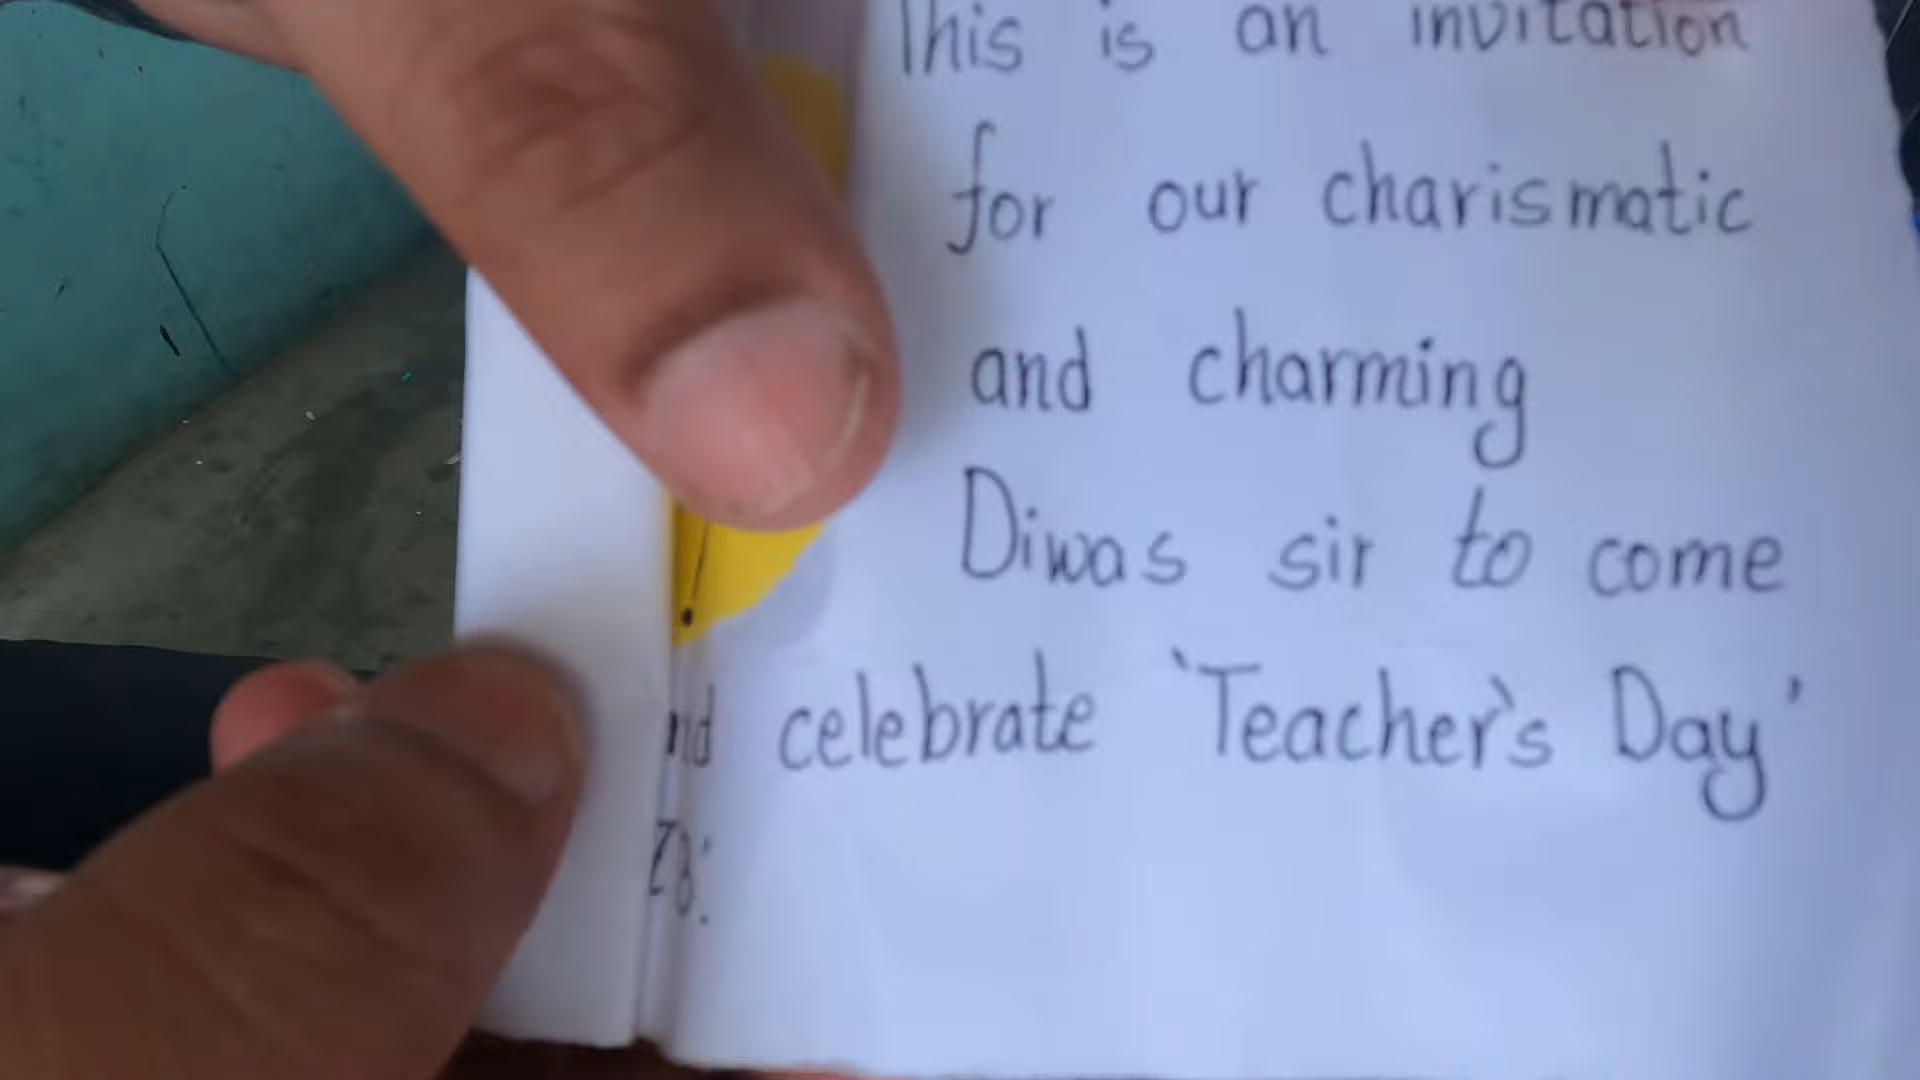 This is an invitation
for our charismatic
and charming
Diwas sir to come
celebrate 'Teacher's Day'